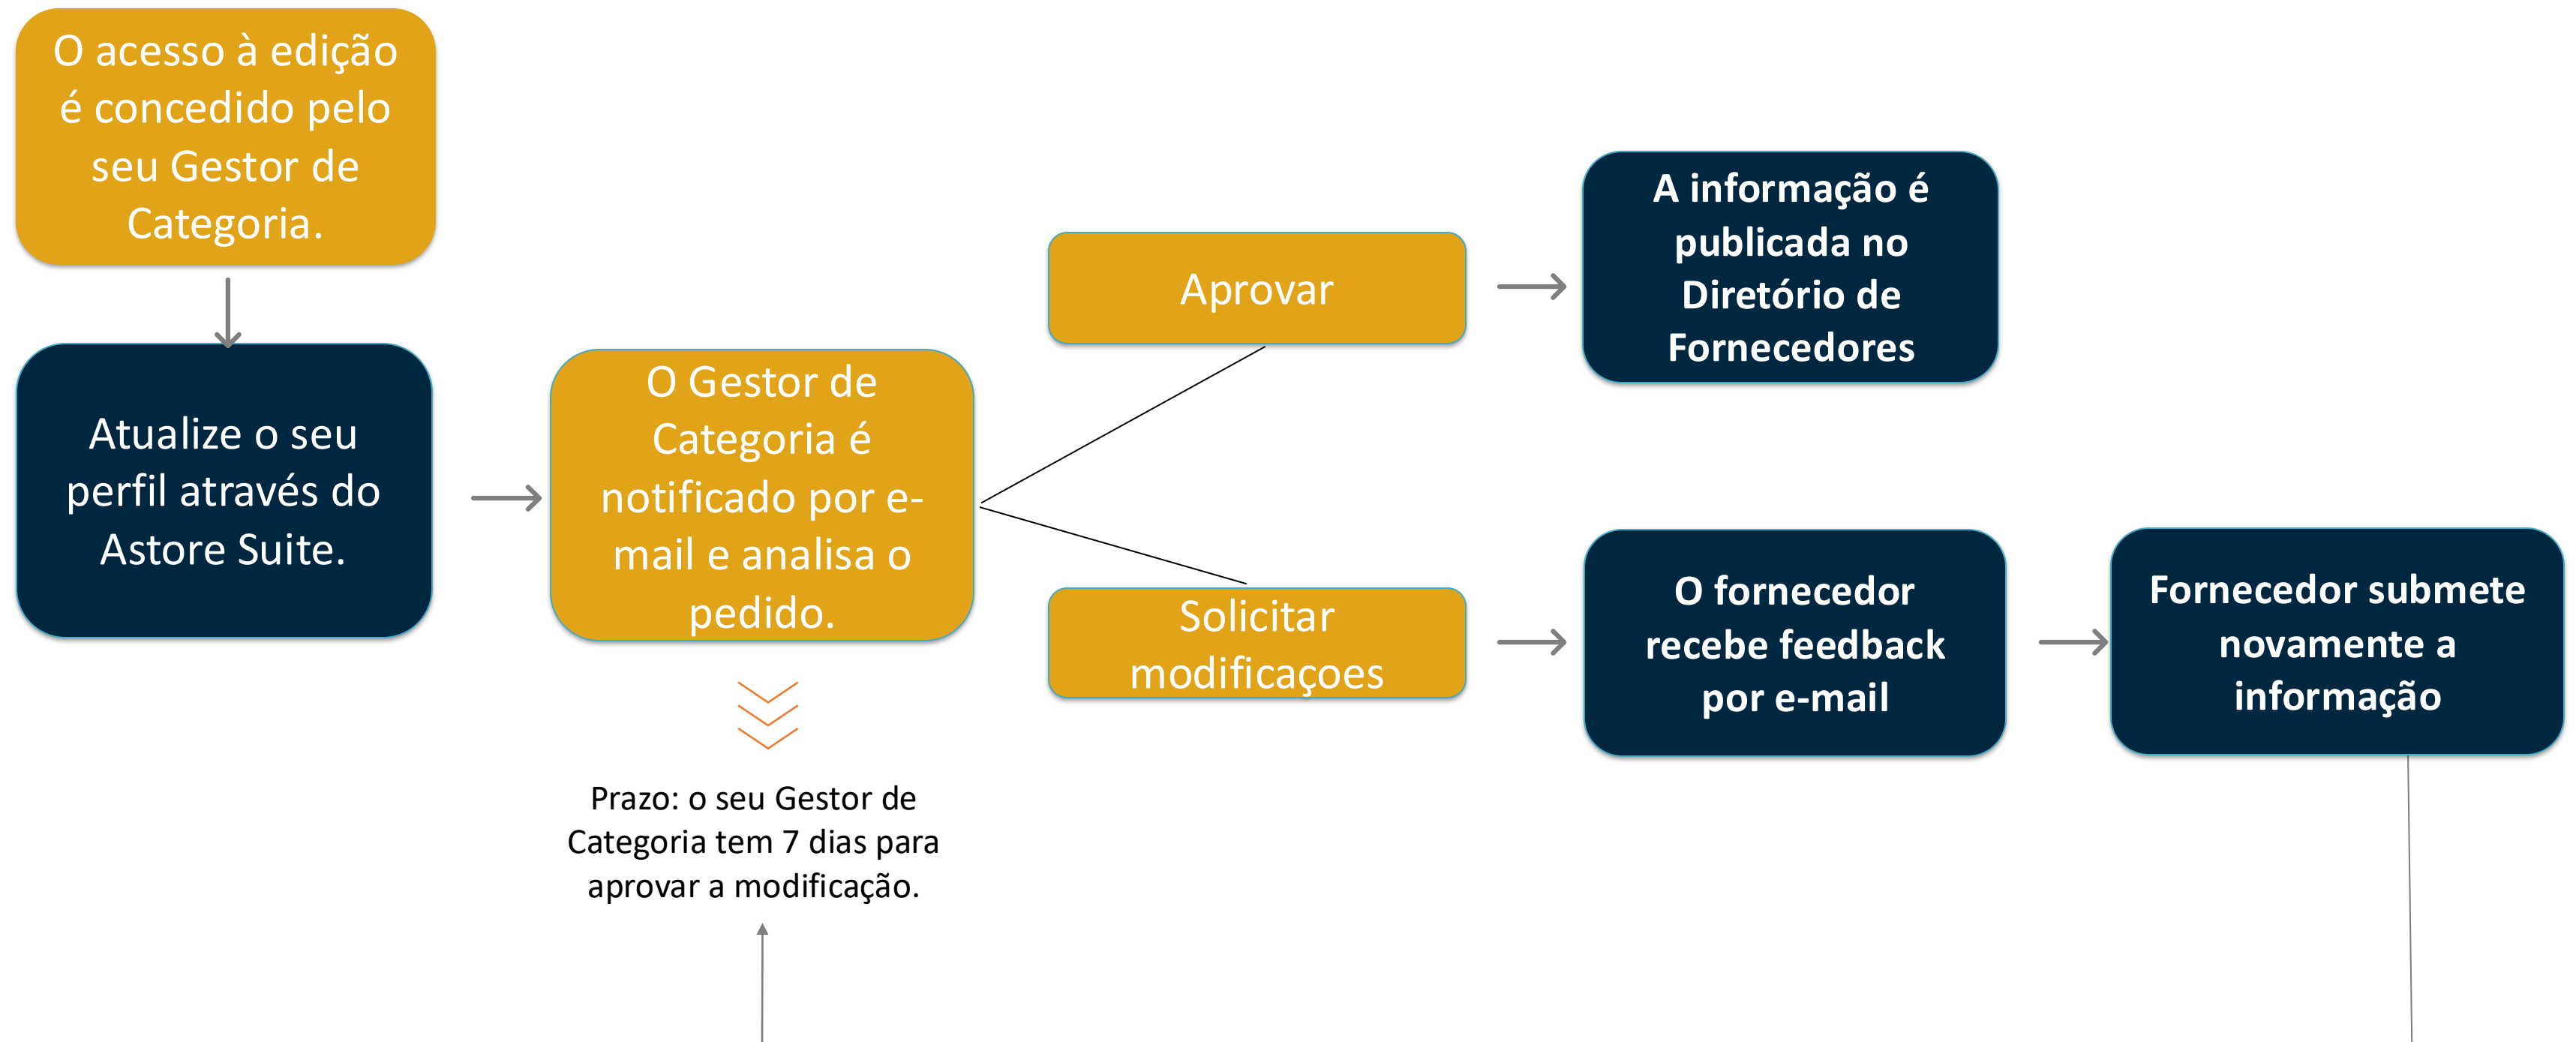 O acesso à edição
é concedido pelo
seu Gestor de
Categoria.
Atualize o seu
perfil através do
Astore Suite.
O Gestor de
Categoria é
notificado por e-
mail e analisa o
pedido.
Prazo: o seu Gestor de
Categoria tem 7 dias para
aprovar a modificação.
Aprovar
A informação é
publicada no
Diretório de
Fornecedores
Solicitar
modificaçoes
O fornecedor
recebe feedback
por e-mail
Fornecedor submete
novamente a
informação